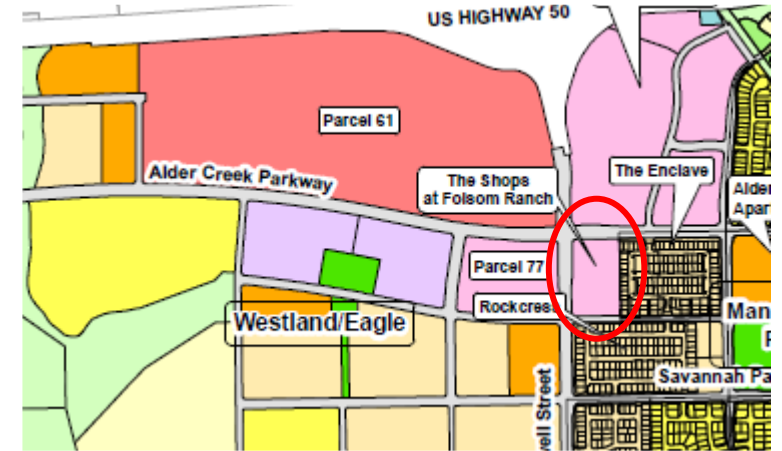 US HIGHWAY 50
Parcel 61
Alder Creek Parkway
The Shops
at Folsom Ranch
The Enclave
Alder
Apar
Parcel 77
Rockcres
Westland/Eagle
Man
Savannah Pa
well Street